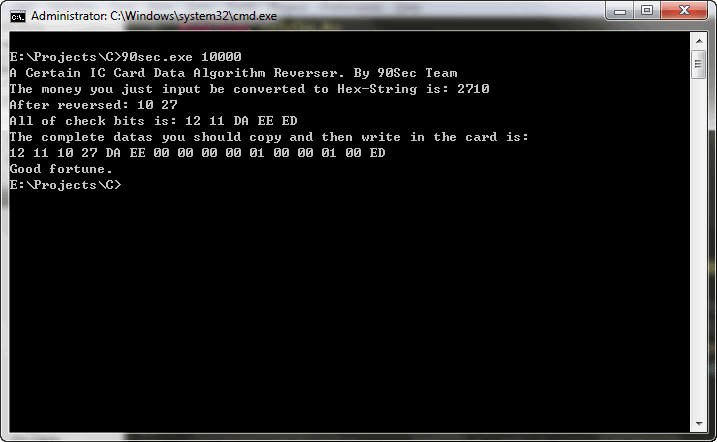 Administrator: C:\Windows\system32\cmd.exe
E:\Projects\C>90sec.exe 10000
A Certain IC Card Data Algorithm Reverser. By 90Sec Team
The money you just input be converted to Hex-String is: 2710
After reversed: 10 27
All of check bits is: 12 11 DA EE ED
The complete datas you should copy and then write in the card is:
12 11 10 27 DA EE 00 00 00 00 01 00 00 01 00 ED
Good fortune.
E:\Projects\C>